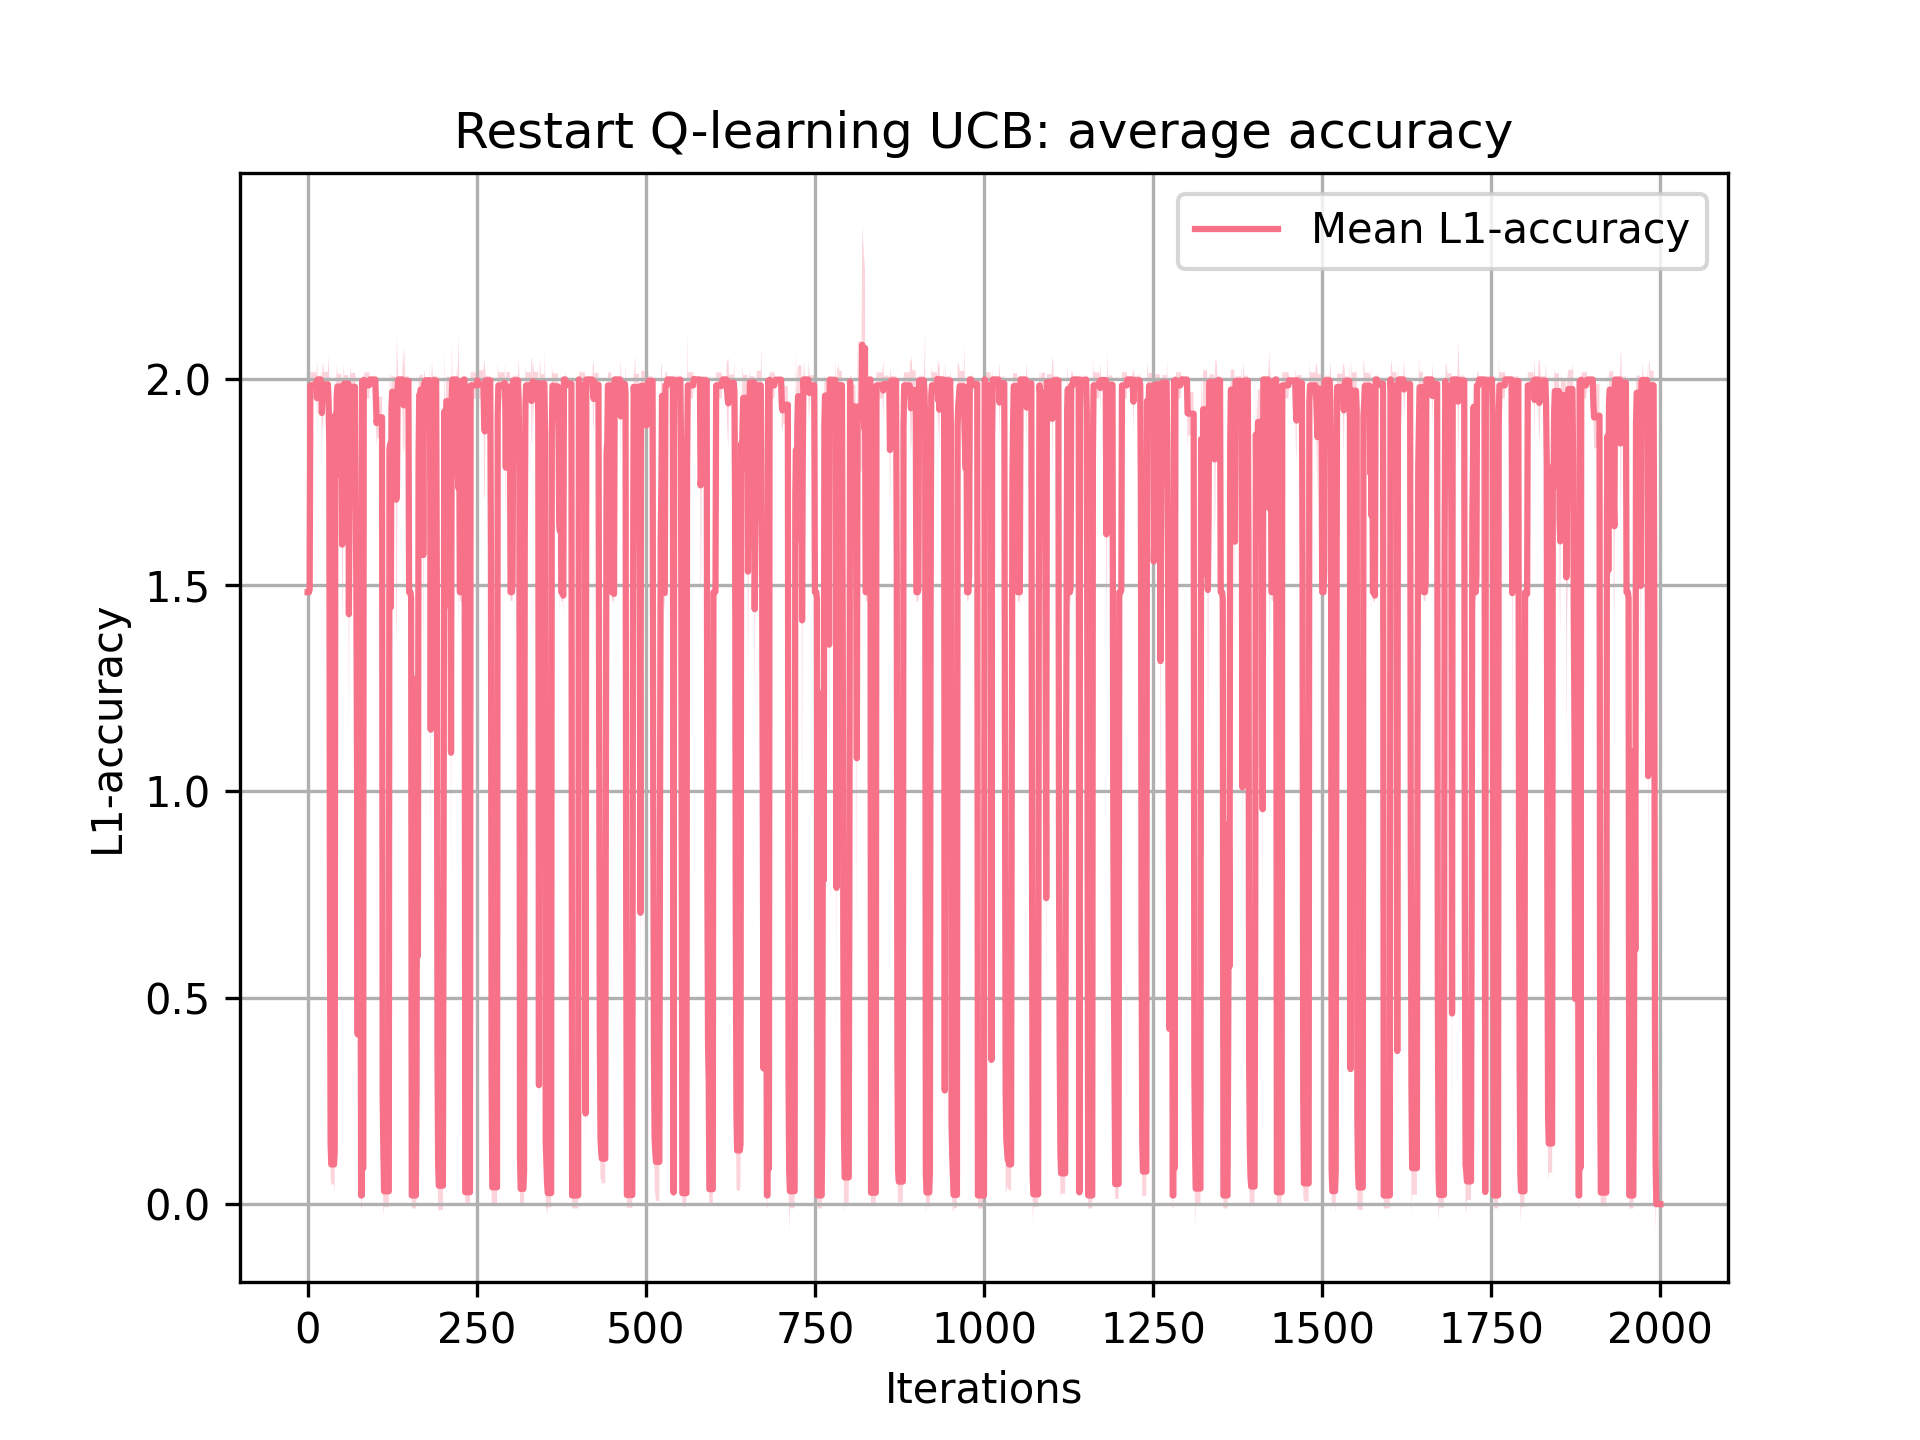 Restart Q-learning UCB: average accuracy
Mean L1-accuracy
L1-accuracy
2.0
1.5
1.0
0.5
0.0
0 250 500 750 1000 1250 1500 1750 2000
Iterations